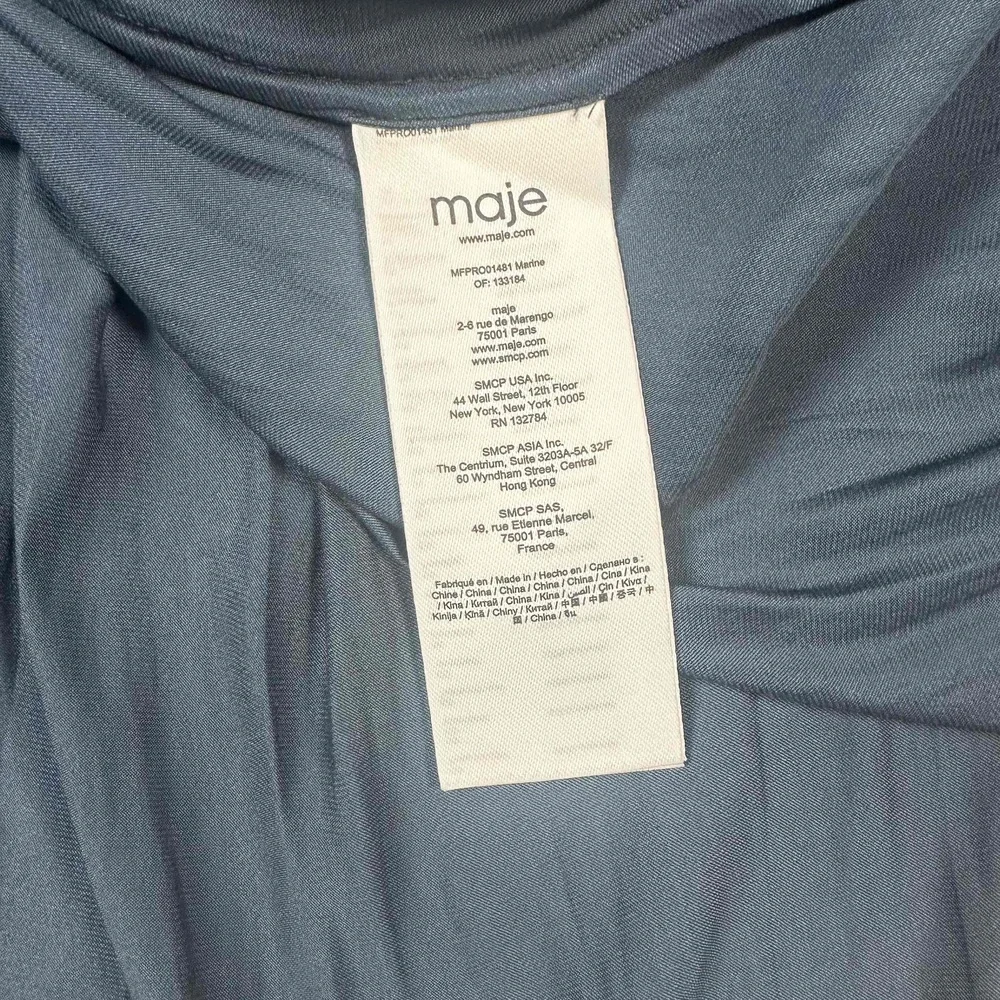 MFPRO01481 Marine
maje
www.maje.com
MFPRO01481 Marine
OF: 133184
maje
2-6 rue de Marengo
75001 Paris
www.maje.com
www.smcp.com
SMCP USA Inc.
44 Wall Street, 12th Floor
New York, New York 10005
RN 132784
SMCP ASIA Inc.
The Centrium, Suite 3203A-5A 32/F
60 Wyndham Street, Central
Hong Kong
SMCP SAS,
49, rue Etienne Marcel,
75001 Paris,
France
Fabriqué en / Made in / Hecho en / Сделано в :
Chine / China / China / China / China / Cina / Kina
/ Kina / Китай / China / Kina / الصين / Çin / Κίνα /
Kinija / Ķīnā / Chiny / Китай / 中国 / 中國 / 중국 / 中
国 / China / จีน